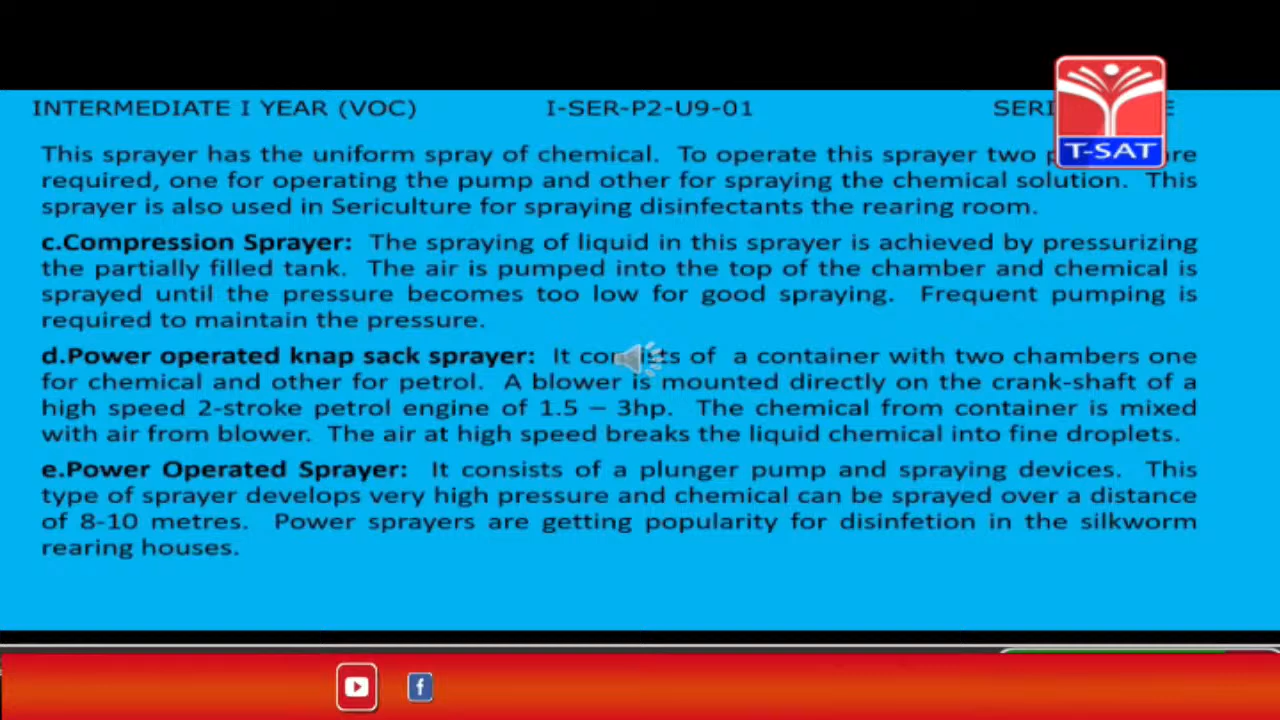 INTERMEDIATE I YEAR (VOC) I-SER-P2-U9-01
T-SAT
This sprayer has the uniform spray of chemical. To operate this sprayer two are
required, one for operating the pump and other for spraying the chemical solution. This
sprayer is also used in Sericulture for spraying disinfectants the rearing room.
c.Compression Sprayer: The spraying of liquid in this sprayer is achieved by pressurizing
the partially filled tank. The air is pumped into the top of the chamber and chemical is
sprayed until the pressure becomes too low for good spraying. Frequent pumping is
required to maintain the pressure.
d.Power operated knap sack sprayer: It consists of a container with two chambers one
for chemical and other for petrol. A blower is mounted directly on the crank-shaft of a
high speed 2-stroke petrol engine of 1.5 – 3hp. The chemical from container is mixed
with air from blower. The air at high speed breaks the liquid chemical into fine droplets.
e.Power Operated Sprayer: It consists of a plunger pump and spraying devices. This
type of sprayer develops very high pressure and chemical can be sprayed over a distance
of 8-10 metres. Power sprayers are getting popularity for disinfetion in the silkworm
rearing houses.